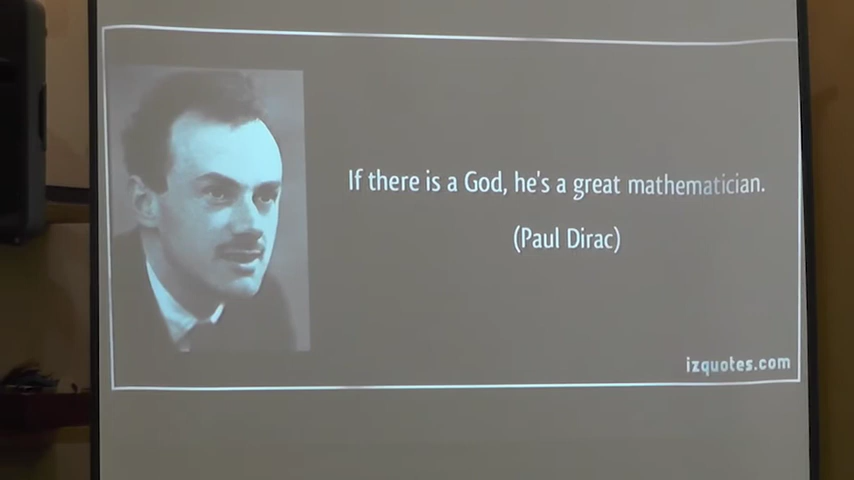 If there is a God, he's a great mathematician.
(Paul Dirac)
izquotes.com